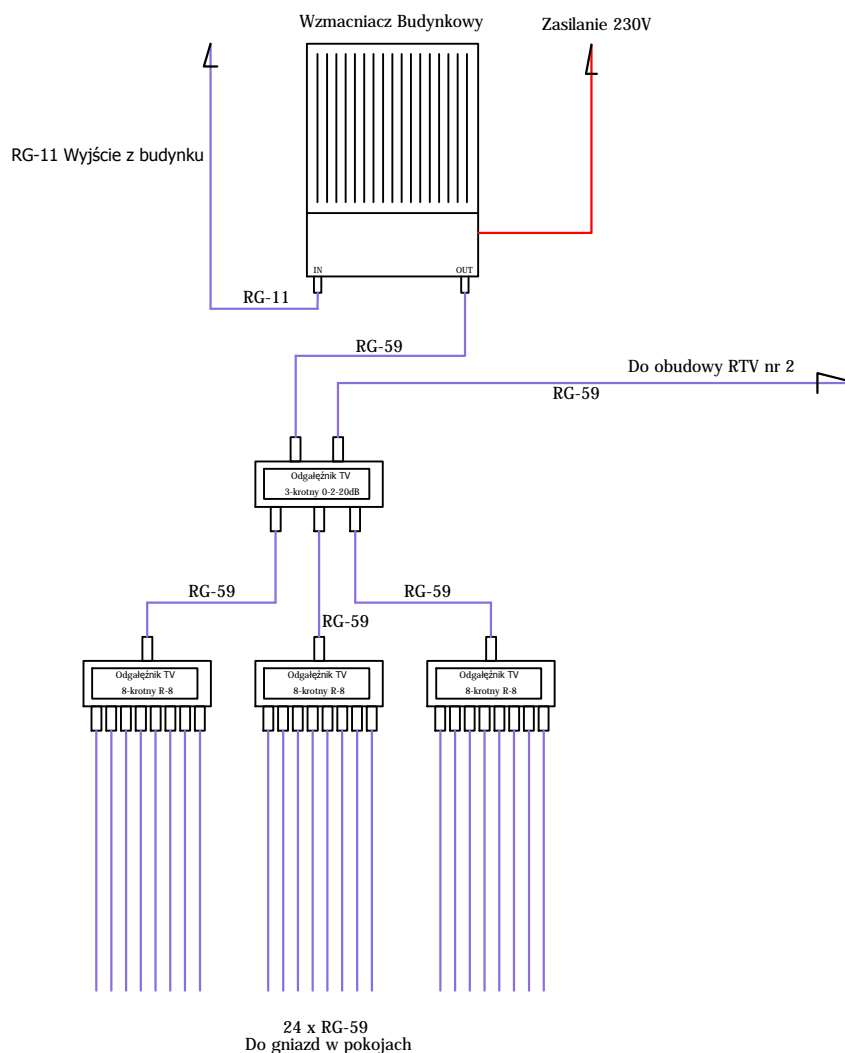 Wzmacniacz Budynkowy
Zasilanie 230V
RG-11 Wyjście z budynku
IN
OUT
RG-11
RG-59
Do obudowy RTV nr 2
RG-59
Odgałęźnik TV
3-krotny 0-2-20dB
RG-59
RG-59
RG-59
Odgałęźnik TV
8-krotny R-8
Odgałęźnik TV
8-krotny R-8
Odgałęźnik TV
8-krotny R-8
24 x RG-59
Do gniazd w pokojach